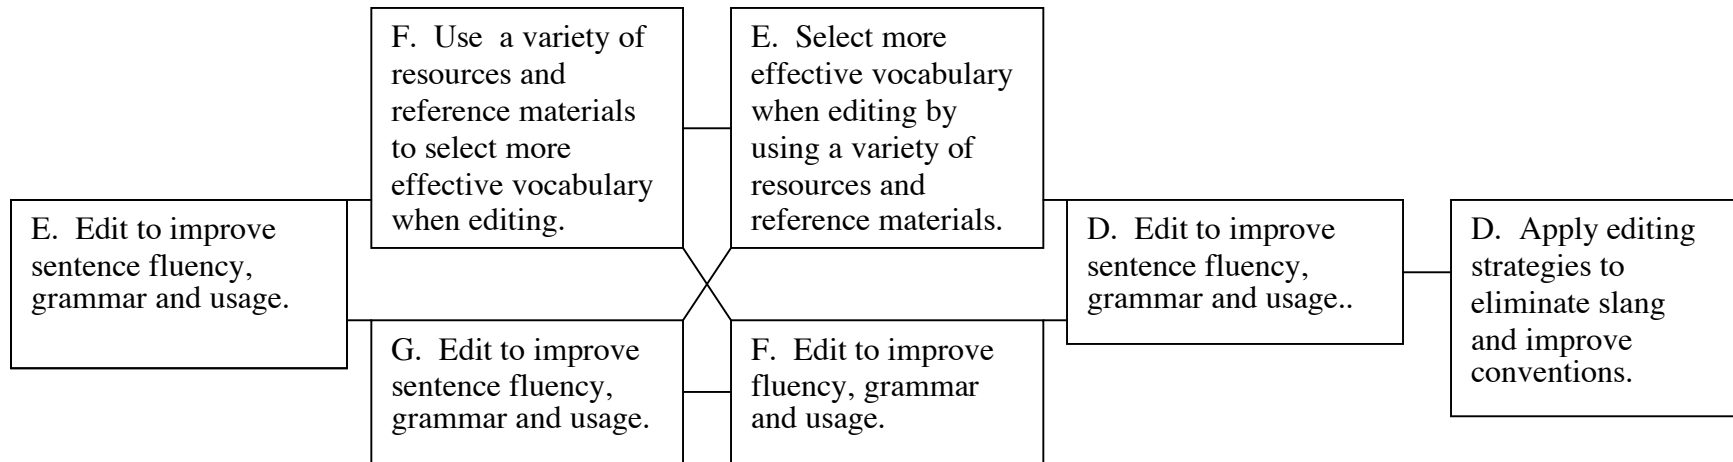 E. Edit to improve
sentence fluency,
grammar and usage.
F. Use a variety of
resources and
reference materials
to select more
effective vocabulary
when editing.
G. Edit to improve
sentence fluency,
grammar and usage.
E. Select more
effective vocabulary
when editing by
using a variety of
resources and
reference materials.
F. Edit to improve
fluency, grammar
and usage.
D. Edit to improve
sentence fluency,
grammar and usage..
D. Apply editing
strategies to
eliminate slang
and improve
conventions.